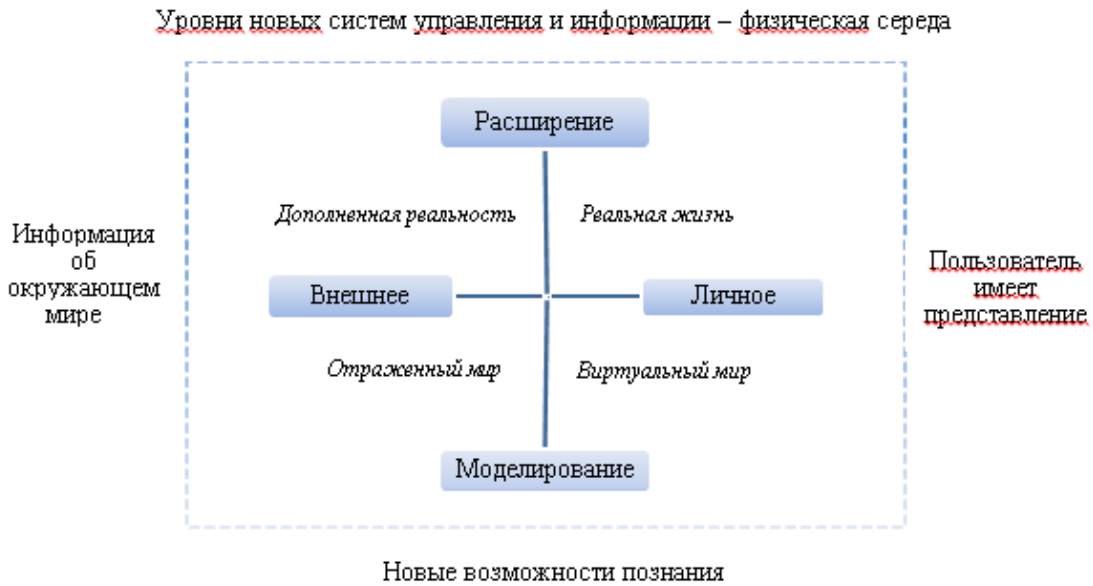 Уровни новых систем управления и информации – физическая середа
Расширение
Дополненная реальность
Реальная жизнь
Информация
об
окружающем
мире
Внешнее
Личное
Пользователь
имеет
представление
Отраженный мир
Виртуальный мир
Моделирование
Новые возможности познания